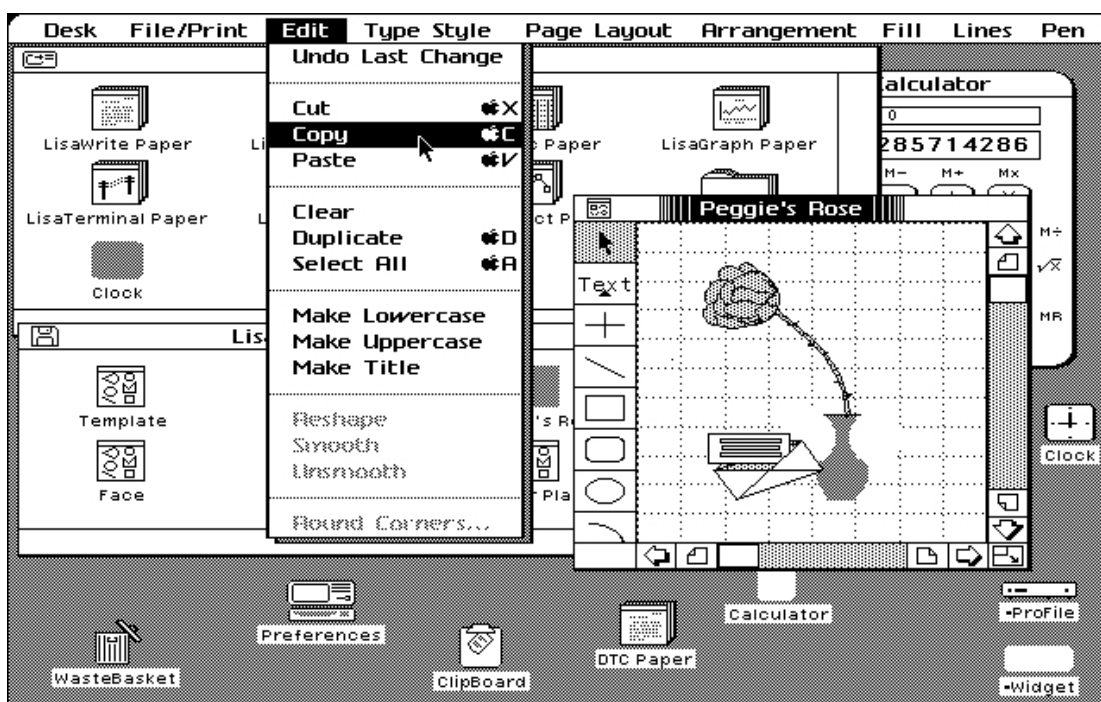 Desk File/Print Edit Type Style Page Layout Arrangement Fill Lines Pen
Undo Last Change
Cut X
Copy C
Paste V
Clear
Duplicate D
Select All A
Make Lowercase
Make Uppercase
Make Title
Reshape
Smooth
Unsmooth
Round Corners...
LisaWrite Paper
Paper
LisaGraph Paper
LisaTerminal Paper
Clock
Calculator
0
285714286
M- M+ Mx
M÷
√x
MR
Peggie's Rose
Text
Template
Face
Clock
Preferences
Calculator
-ProFile
WasteBasket
ClipBoard
DTC Paper
-Widget